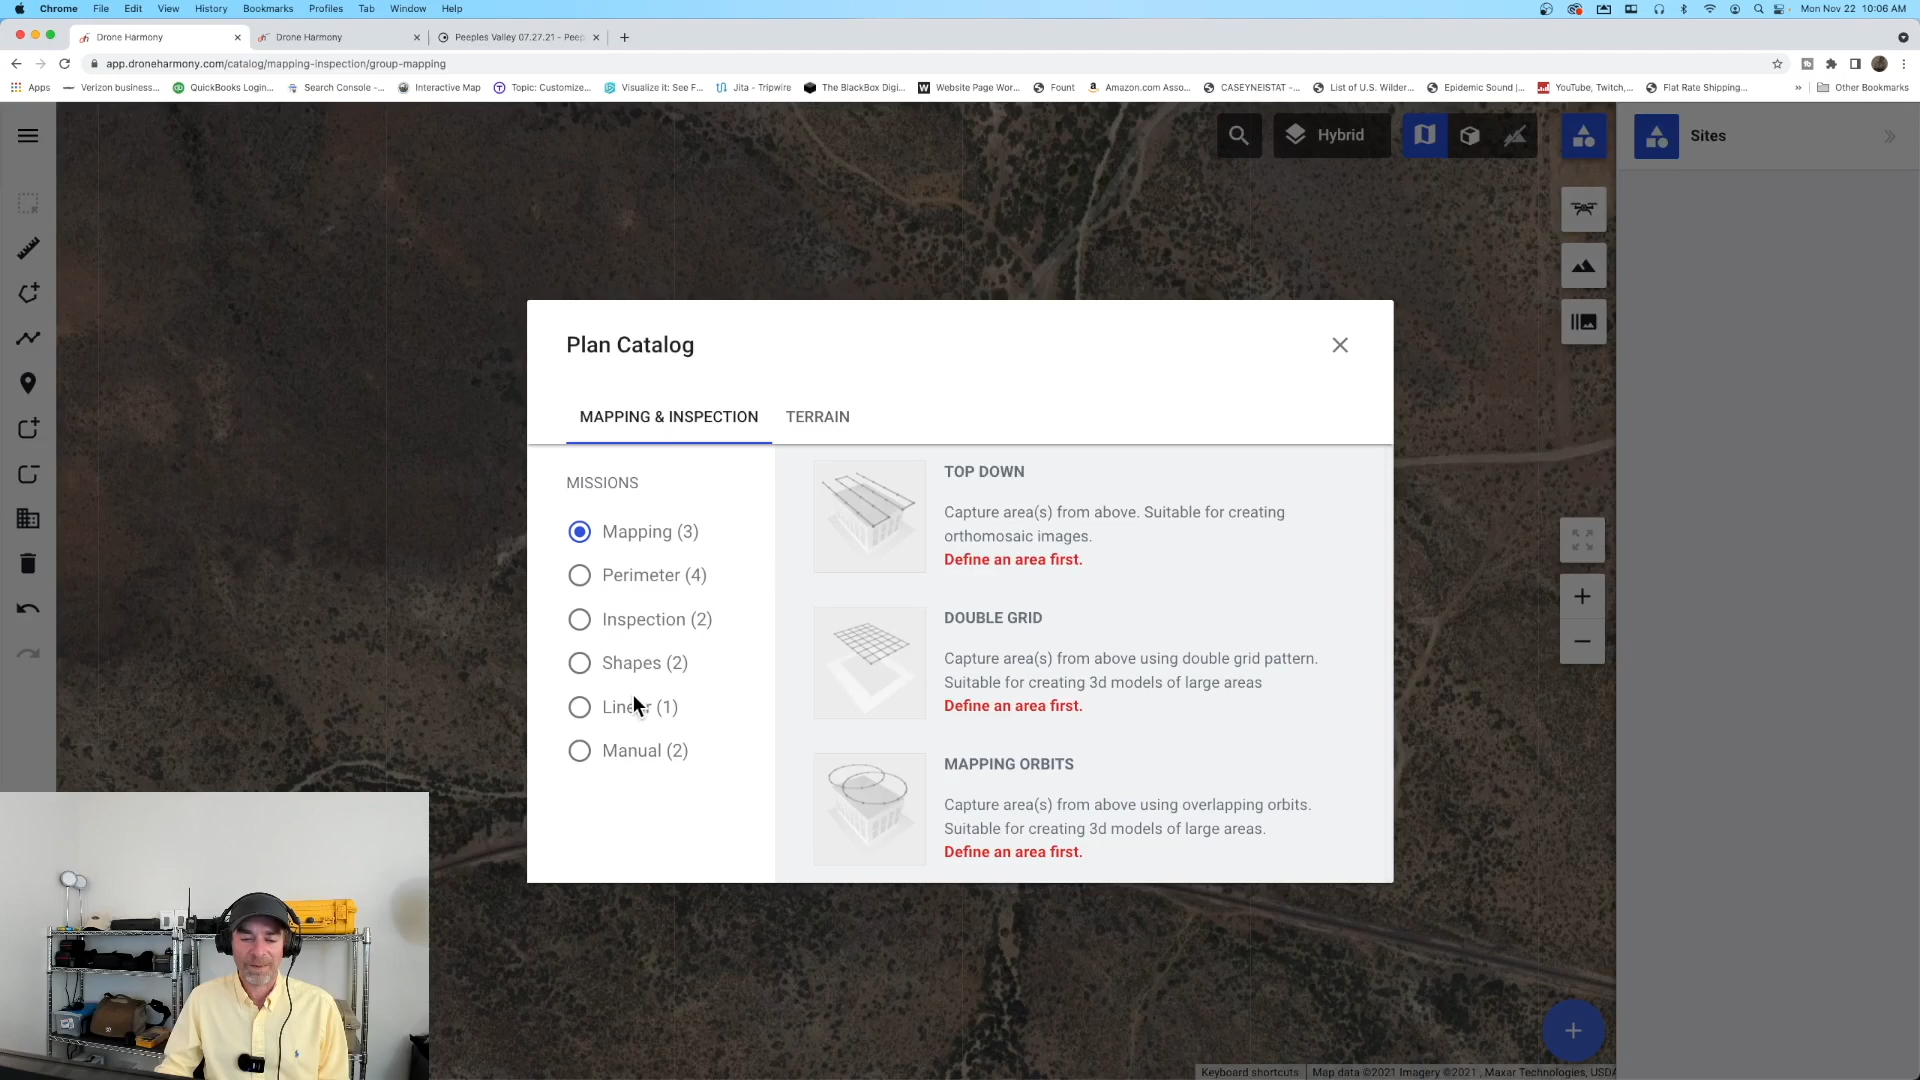 Chrome File Edit View History Bookmarks Profiles Tab Window Help
Mon Nov 22 10:06 AM
Drone Harmony
Drone Harmony
Peeples Valley 07.27.21 - Peep
app.droneharmony.com/catalog/mapping-inspection/group-mapping
Apps Verizon business... QuickBooks Login... Search Console -... Interactive Map Topic: Customize... Visualize it: See F... Jita - Tripwire The BlackBox Digi... Website Page Wor... Fount Amazon.com Asso... CASEYNEISTAT -... List of U.S. Wilder... Epidemic Sound |... YouTube, Twitch,... Flat Rate Shipping... » Other Bookmarks
Hybrid
Sites
Plan Catalog
MAPPING & INSPECTION TERRAIN
MISSIONS
Mapping (3)
Perimeter (4)
Inspection (2)
Shapes (2)
Linear (1)
Manual (2)
TOP DOWN
Capture area(s) from above. Suitable for creating
orthomosaic images.
Define an area first.
DOUBLE GRID
Capture area(s) from above using double grid pattern.
Suitable for creating 3d models of large areas
Define an area first.
MAPPING ORBITS
Capture area(s) from above using overlapping orbits.
Suitable for creating 3d models of large areas.
Define an area first.
Keyboard shortcuts Map data ©2021 Imagery ©2021 , Maxar Technologies, USDA